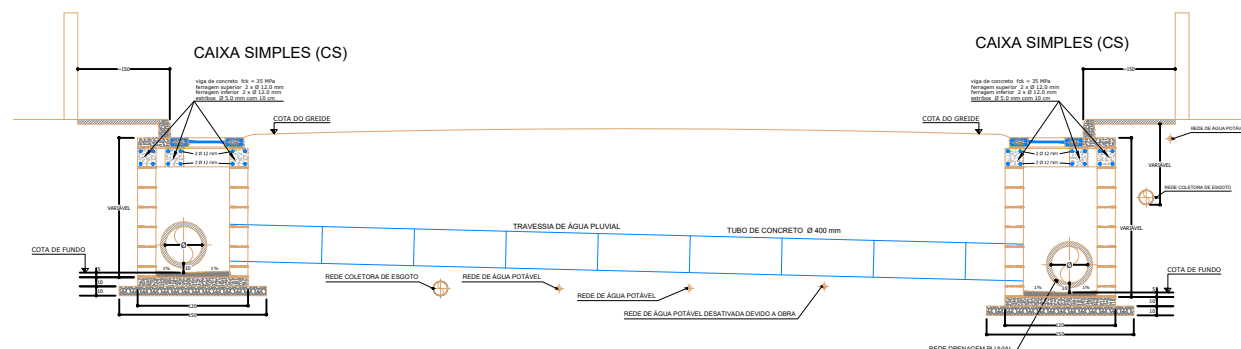 CAIXA SIMPLES (CS)
CAIXA SIMPLES (CS)
~150
~150
viga de concreto fck = 35 MPa
ferragem superior 2 x Ø 12.0 mm
ferragem inferior 2 x Ø 12.0 mm
estribos Ø 5.0 mm com 10 cm
viga de concreto fck = 35 MPa
ferragem superior 2 x Ø 12.0 mm
ferragem inferior 2 x Ø 12.0 mm
estribos Ø 5.0 mm com 10 cm
COTA DO GREIDE
COTA DO GREIDE
REDE DE ÁGUA POTÁV
2 Ø 12 mm
2 Ø 12 mm
2 Ø 12 mm
2 Ø 12 mm
VARIÁVEL
REDE COLETORA DE ESGOTO
VARIÁVEL
VARIÁVEL
TRAVESSIA DE ÁGUA PLUVIAL
TUBO DE CONCRETO Ø 400 mm
COTA DE FUNDO
Ø
Ø
COTA DE FUNDO
1%
10
1%
5
10
10
REDE COLETORA DE ESGOTO
REDE DE ÁGUA POTÁVEL
REDE DE ÁGUA POTÁVEL
REDE DE ÁGUA POTÁVEL DESATIVADA DEVIDO A OBRA
1%
10
1%
5
10
10
120
150
120
150
REDE DRENAGEM PLUVIAL